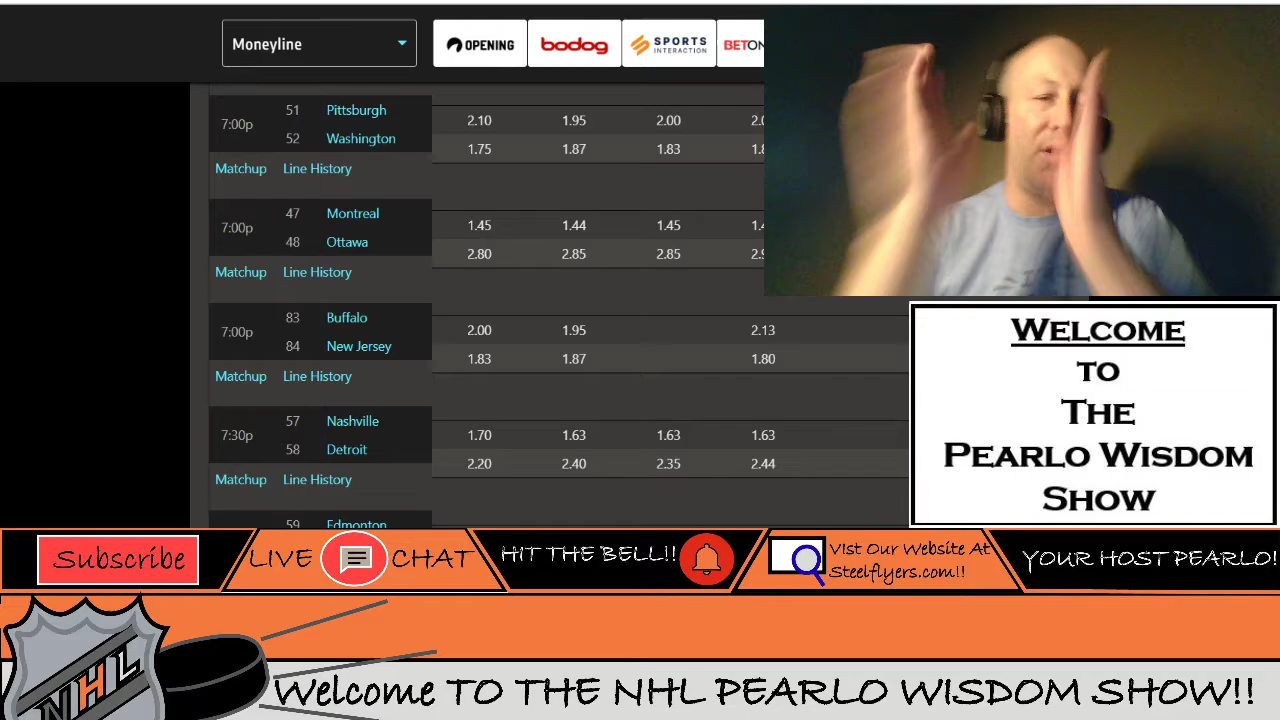 Moneyline
OPENING
bodog
SPORTS
INTERACTION
51 Pittsburgh
7:00p
52 Washington
2.10 1.95 2.00
1.75 1.87 1.83
Matchup Line History
47 Montreal
7:00p
48 Ottawa
1.45 1.44 1.45
2.80 2.85 2.85
Matchup Line History
83 Buffalo
7:00p
84 New Jersey
2.00 1.95 2.13
1.83 1.87 1.80
Matchup Line History
57 Nashville
7:30p
58 Detroit
1.70 1.63 1.63 1.63
2.20 2.40 2.35 2.44
Matchup Line History
59 Edmonton
WELCOME
TO
THE
PEARLO WISDOM
SHOW
Subscribe
LIVE CHAT
HIT THE BELL!!
VIst Our Website At
Steelflyers.com!!
YOUR HOST PEARLO!
NHL
Welcome TO THE NHL PEARLO WISDOM SHOW!!